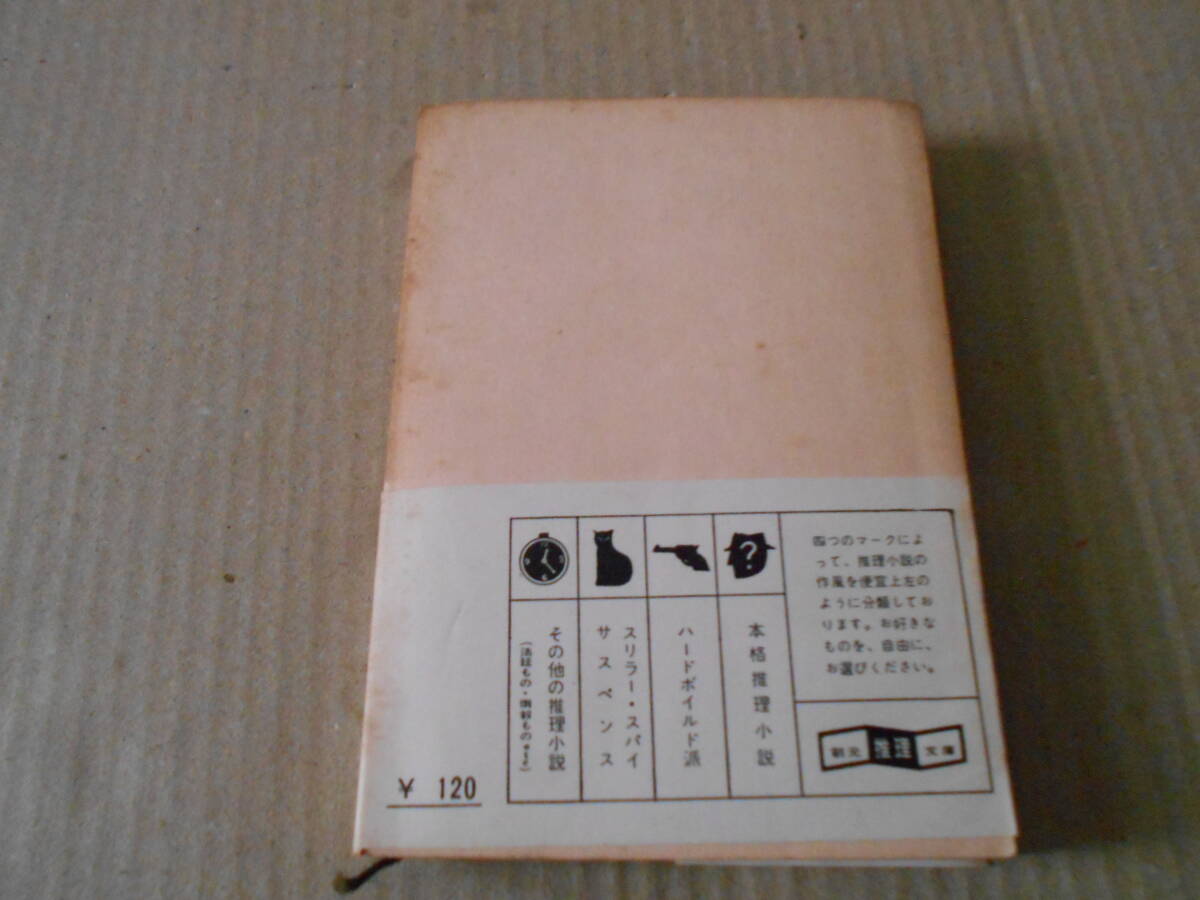 四つのマークによ
って、推理小説の
作風を便宜上左の
ように分類してお
ります。お好きな
ものを、自由に、
お選びください。
創元
推理
文庫
?
本格推理小説
ハードボイルド派
スリラー・スパイ
サスペンス
その他の推理小説
(法廷もの・倒叙ものetc)
¥ 120